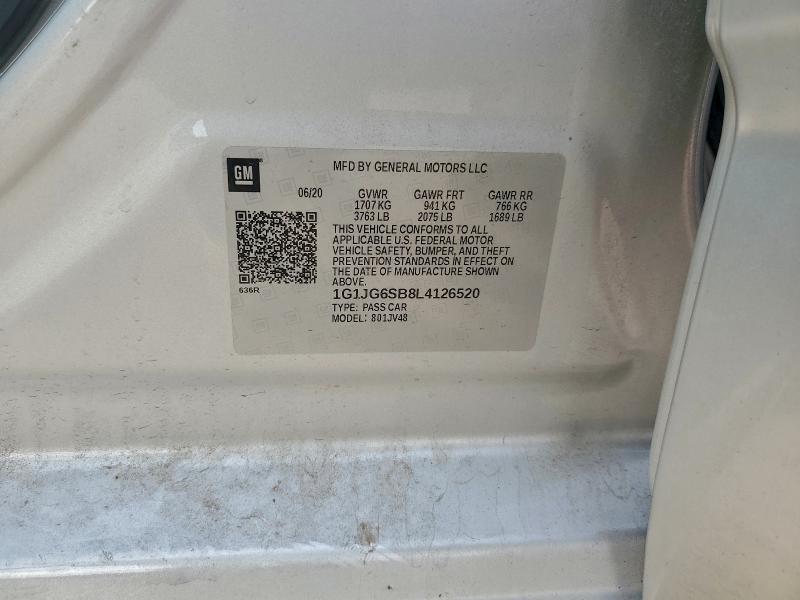 GM
MFD BY GENERAL MOTORS LLC
06/20 GVWR GAWR FRT GAWR RR
1707 KG 941 KG 766 KG
3763 LB 2075 LB 1689 LB
THIS VEHICLE CONFORMS TO ALL
APPLICABLE U.S. FEDERAL MOTOR
VEHICLE SAFETY, BUMPER, AND THEFT
PREVENTION STANDARDS IN EFFECT ON
THE DATE OF MANUFACTURE SHOWN
ABOVE.
636R
1G1JG6SB8L4126520
TYPE: PASS CAR
MODEL: 801JV48